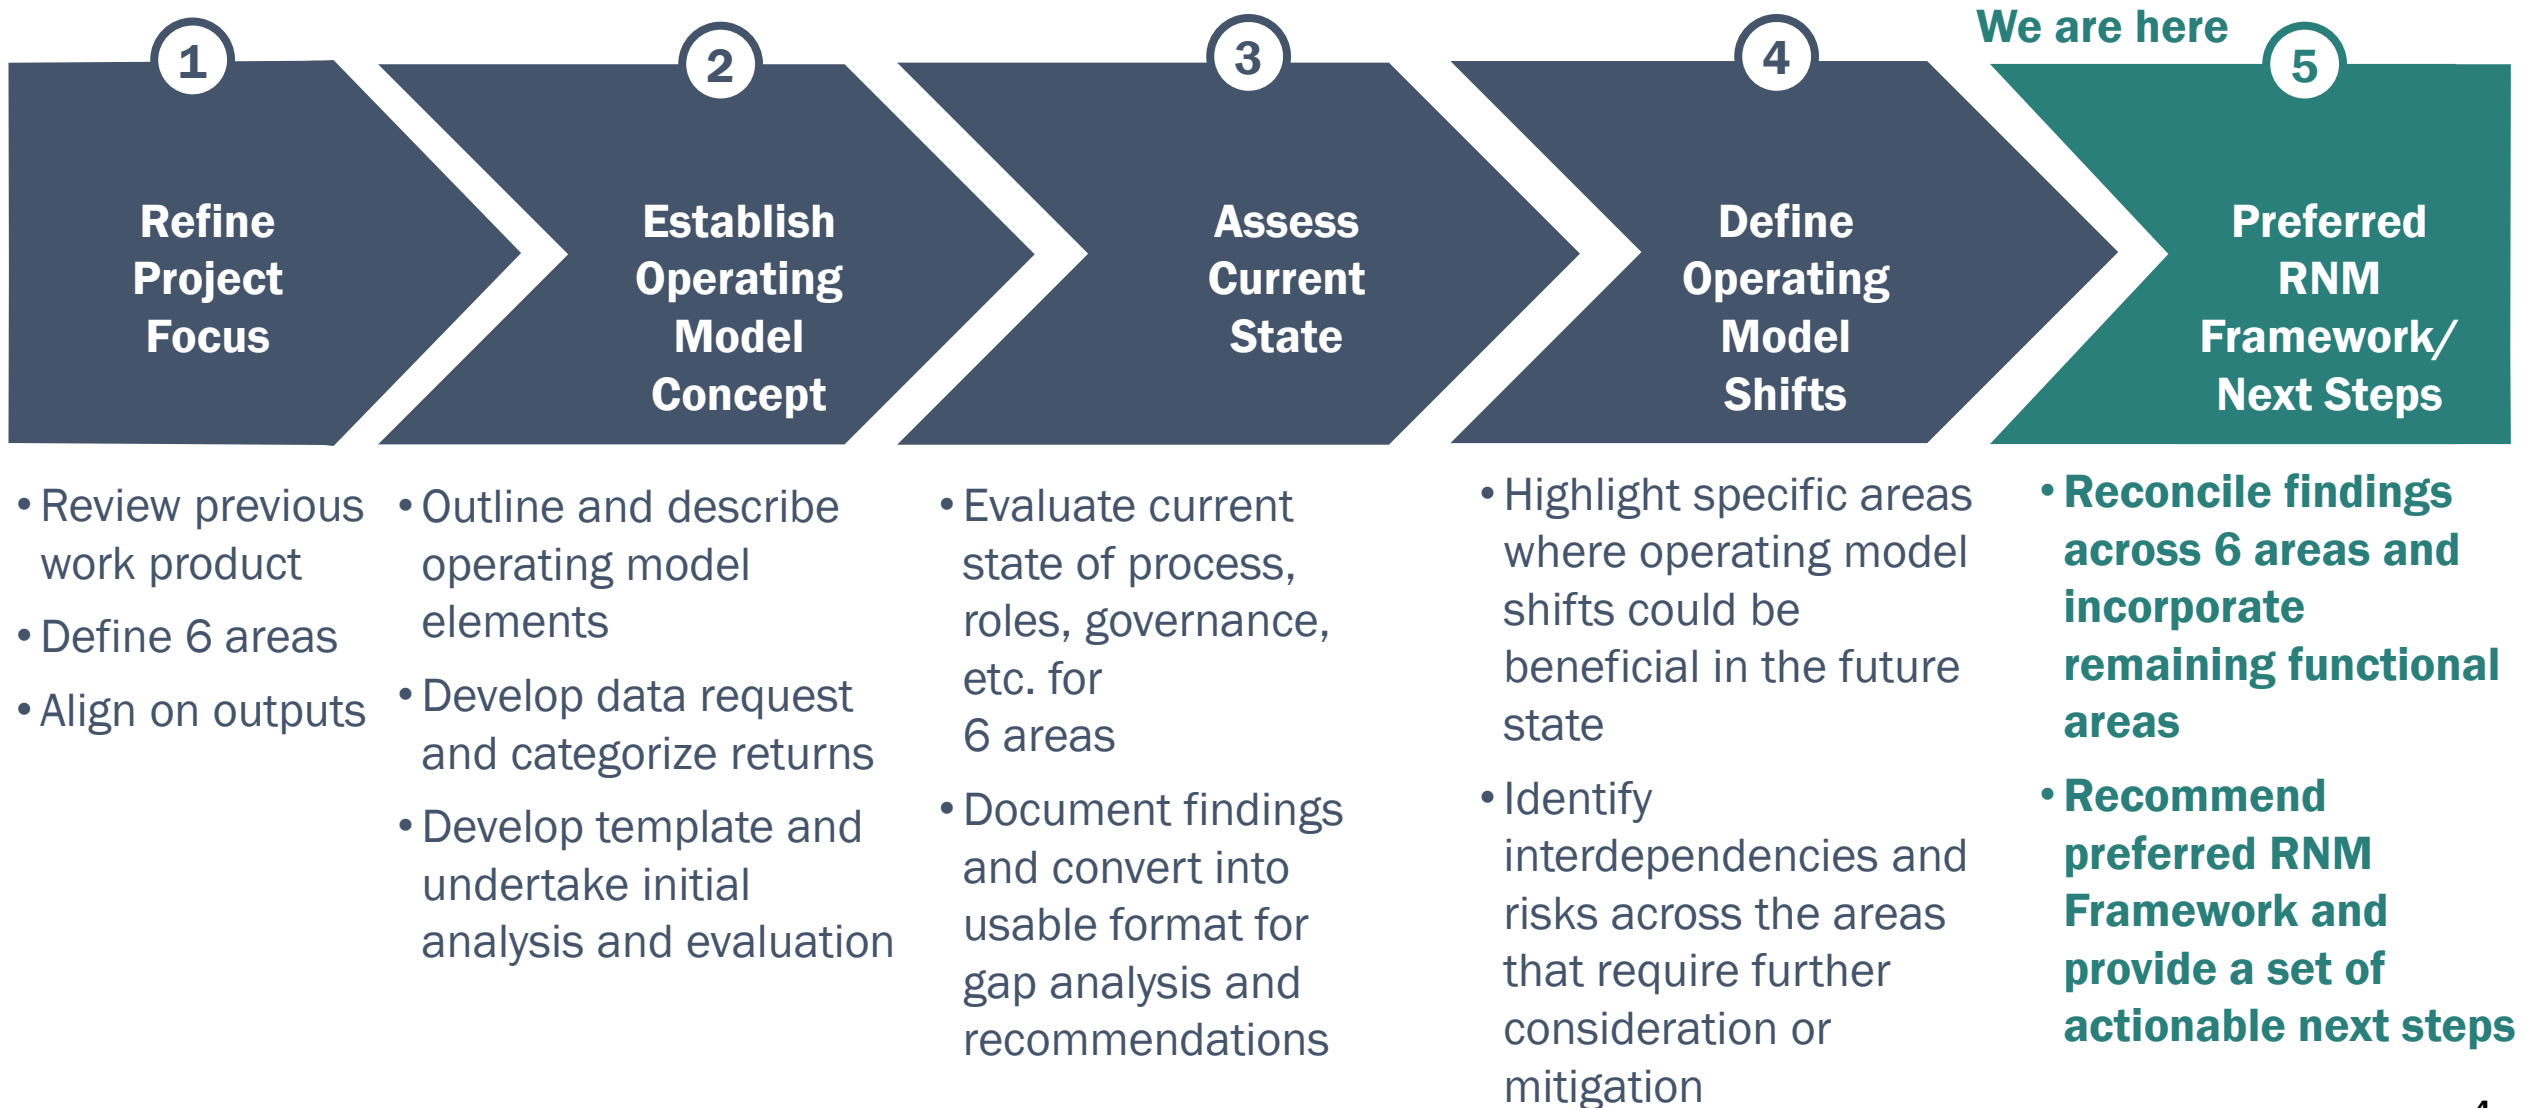 1
Refine
Project
Focus
• Review previous
work product
• Define 6 areas
• Align on outputs
2
Establish
Operating
Model
Concept
• Outline and describe
operating model
elements
• Develop data request
and categorize returns
• Develop template and
undertake initial
analysis and evaluation
3
Assess
Current
State
• Evaluate current
state of process,
roles, governance,
etc. for
6 areas
• Document findings
and convert into
usable format for
gap analysis and
recommendations
4
Define
Operating
Model
Shifts
• Highlight specific areas
where operating model
shifts could be
beneficial in the future
state
• Identify
interdependencies and
risks across the areas
that require further
consideration or
mitigation
We are here
5
Preferred
RNM
Framework/
Next Steps
• Reconcile findings
across 6 areas and
incorporate
remaining functional
areas
• Recommend
preferred RNM
Framework and
provide a set of
actionable next steps